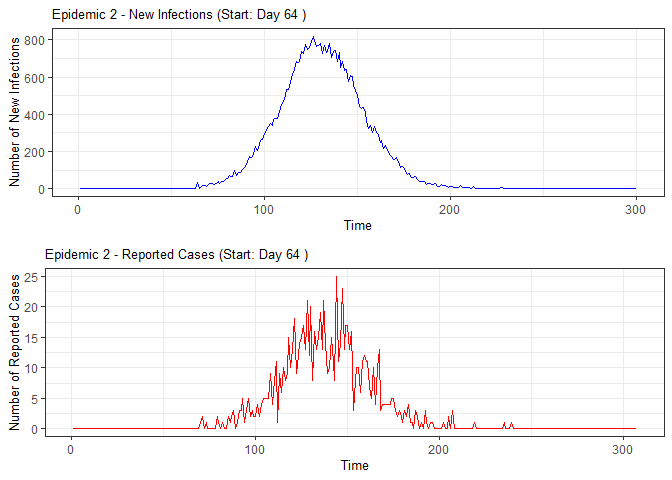 Epidemic 2 - New Infections (Start: Day 64 )
Number of New Infections
800
600
400
200
0
0 100 200 300
Time
Epidemic 2 - Reported Cases (Start: Day 64 )
Number of Reported Cases
25
20
15
10
5
0
0 100 200 300
Time